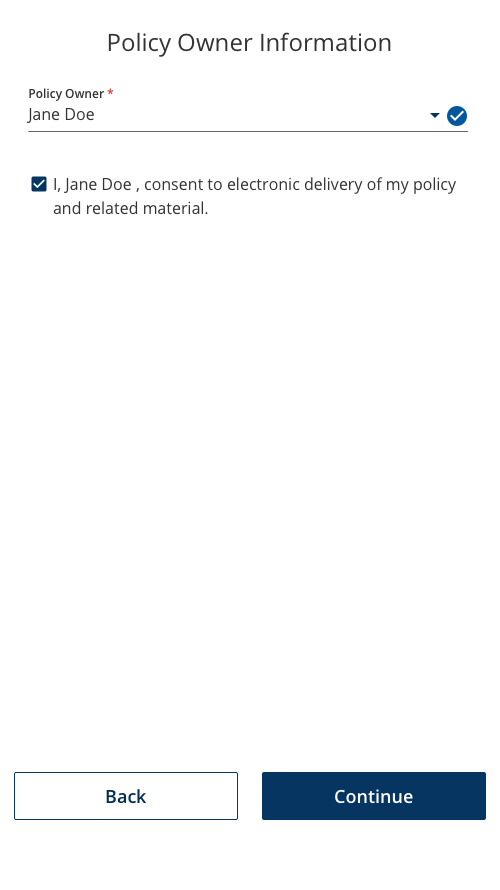 Policy Owner Information
Policy Owner *
Jane Doe
I, Jane Doe , consent to electronic delivery of my policy
and related material.
Back
Continue